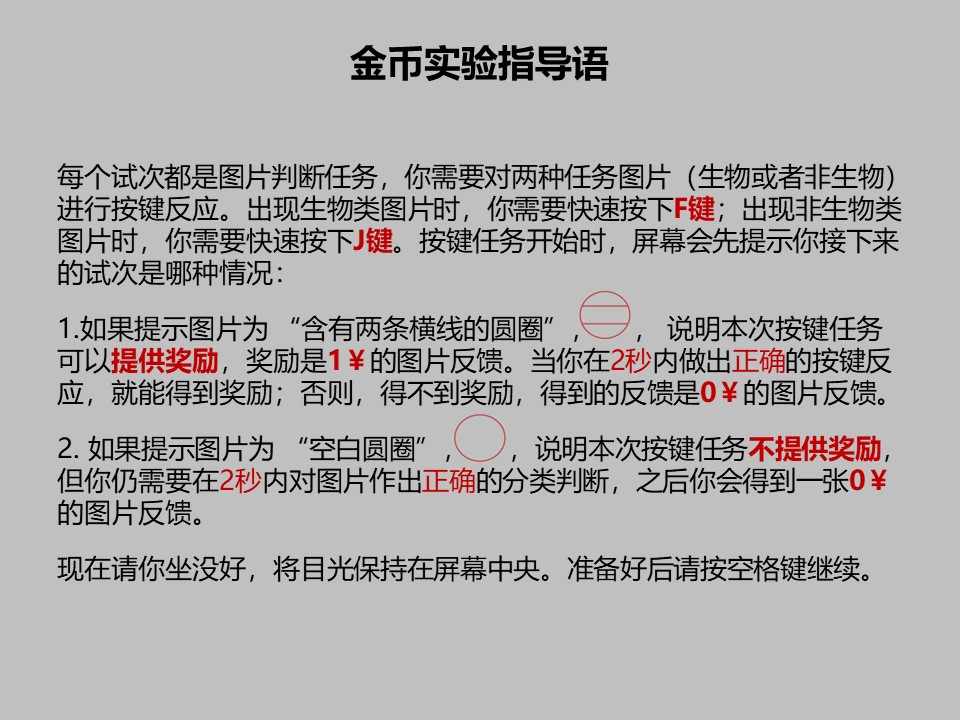 金币实验指导语
每个试次都是图片判断任务，你需要对两种任务图片（生物或者非生物）
进行按键反应。出现生物类图片时，你需要快速按下F键；出现非生物类
图片时，你需要快速按下J键。按键任务开始时，屏幕会先提示你接下来
的试次是哪种情况：
1.如果提示图片为 “含有两条横线的圆圈”， ， 说明本次按键任务
可以提供奖励，奖励是1￥的图片反馈。当你在2秒内做出正确的按键反
应，就能得到奖励；否则，得不到奖励，得到的反馈是0￥的图片反馈。
2. 如果提示图片为 “空白圆圈”， ，说明本次按键任务不提供奖励，
但你仍需要在2秒内对图片作出正确的分类判断，之后你会得到一张0￥
的图片反馈。
现在请你坐没好，将目光保持在屏幕中央。准备好后请按空格键继续。